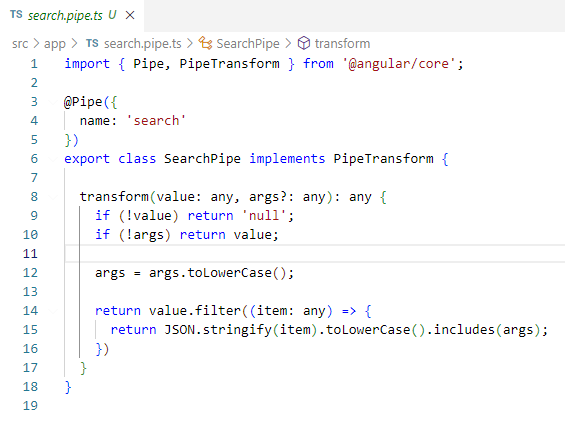 TS search.pipe.ts U ×
src > app > TS search.pipe.ts > SearchPipe > transform
1 import { Pipe, PipeTransform } from '@angular/core';
2
3 @Pipe({
4   name: 'search'
5 })
6 export class SearchPipe implements PipeTransform {
7
8   transform(value: any, args?: any): any {
9     if (!value) return 'null';
10     if (!args) return value;
11
12     args = args.toLowerCase();
13
14     return value.filter((item: any) => {
15       return JSON.stringify(item).toLowerCase().includes(args);
16     })
17   }
18 }
19